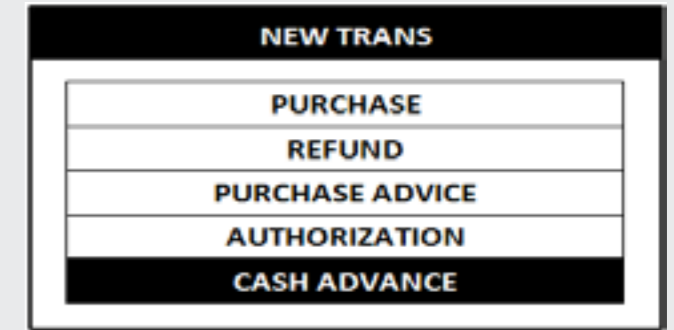 NEW TRANS
PURCHASE
REFUND
PURCHASE ADVICE
AUTHORIZATION
CASH ADVANCE